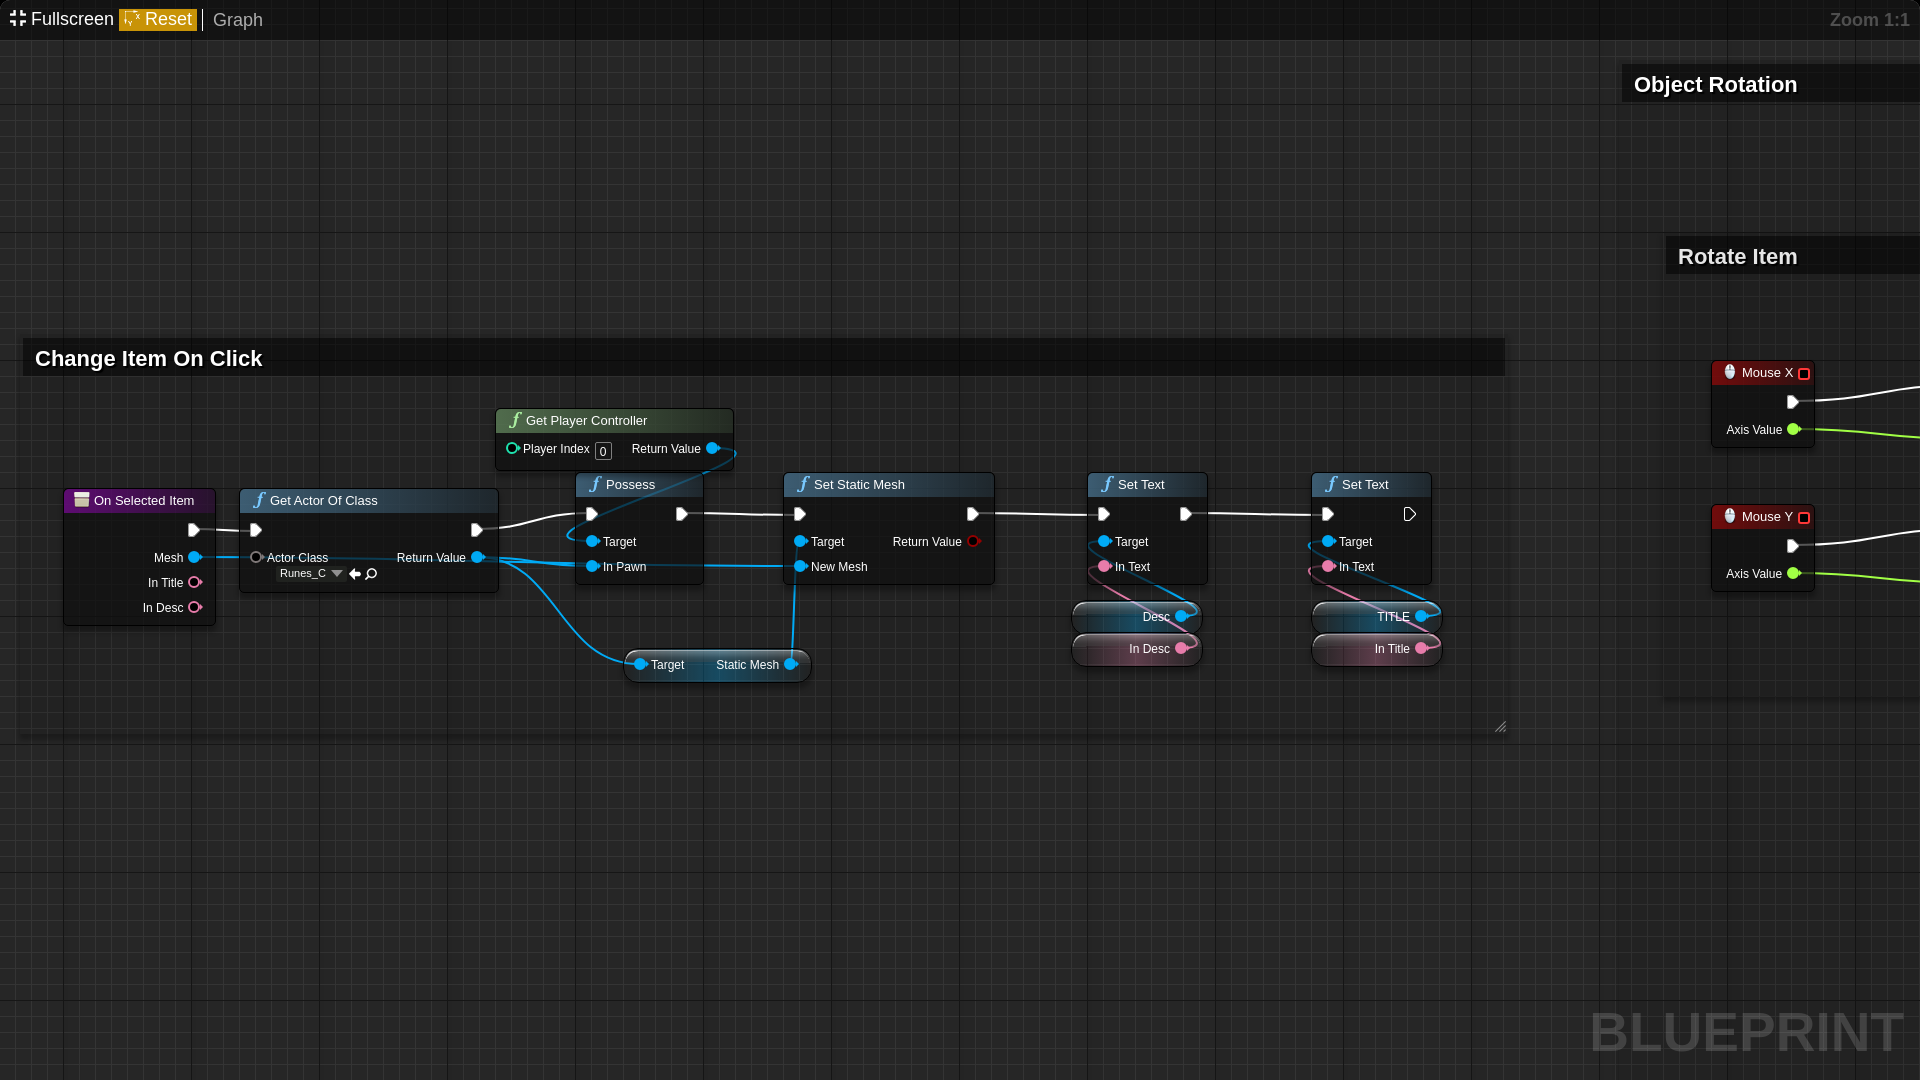 Fullscreen Reset Graph Zoom 1:1
Object Rotation
Rotate Item
Change Item On Click
Mouse X
Axis Value
Get Player Controller
Player Index 0 Return Value
Possess
Target
In Pawn
Set Static Mesh
Target Return Value
New Mesh
Set Text
Target
In Text
Set Text
Target
In Text
On Selected Item
Mesh
In Title
In Desc
Get Actor Of Class
Actor Class Return Value
Runes_C
Mouse Y
Axis Value
Desc
In Desc
TITLE
In Title
Target Static Mesh
BLUEPRINT